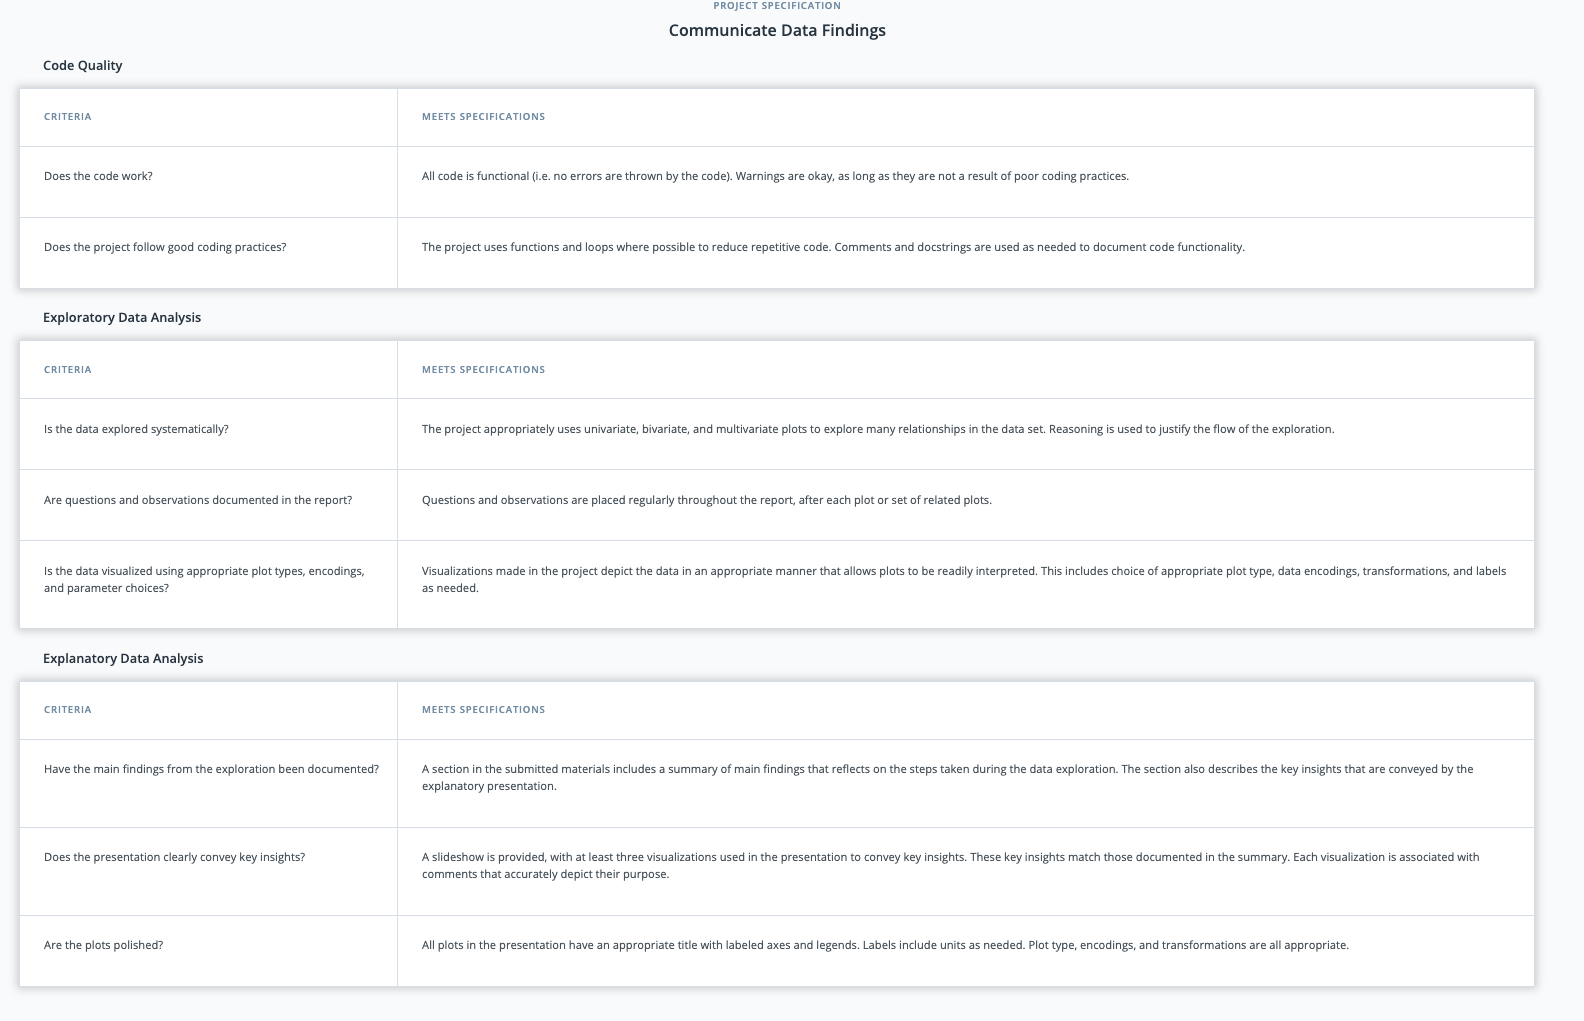 PROJECT SPECIFICATION
Communicate Data Findings
Code Quality
CRITERIA
MEETS SPECIFICATIONS
Does the code work?
All code is functional (i.e. no errors are thrown by the code). Warnings are okay, as long as they are not a result of poor coding practices.
Does the project follow good coding practices?
The project uses functions and loops where possible to reduce repetitive code. Comments and docstrings are used as needed to document code functionality.
Exploratory Data Analysis
CRITERIA
MEETS SPECIFICATIONS
Is the data explored systematically?
The project appropriately uses univariate, bivariate, and multivariate plots to explore many relationships in the data set. Reasoning is used to justify the flow of the exploration.
Are questions and observations documented in the report?
Questions and observations are placed regularly throughout the report, after each plot or set of related plots.
Is the data visualized using appropriate plot types, encodings,
and parameter choices?
Visualizations made in the project depict the data in an appropriate manner that allows plots to be readily interpreted. This includes choice of appropriate plot type, data encodings, transformations, and labels
as needed.
Explanatory Data Analysis
CRITERIA
MEETS SPECIFICATIONS
Have the main findings from the exploration been documented?
A section in the submitted materials includes a summary of main findings that reflects on the steps taken during the data exploration. The section also describes the key insights that are conveyed by the
explanatory presentation.
Does the presentation clearly convey key insights?
A slideshow is provided, with at least three visualizations used in the presentation to convey key insights. These key insights match those documented in the summary. Each visualization is associated with
comments that accurately depict their purpose.
Are the plots polished?
All plots in the presentation have an appropriate title with labeled axes and legends. Labels include units as needed. Plot type, encodings, and transformations are all appropriate.